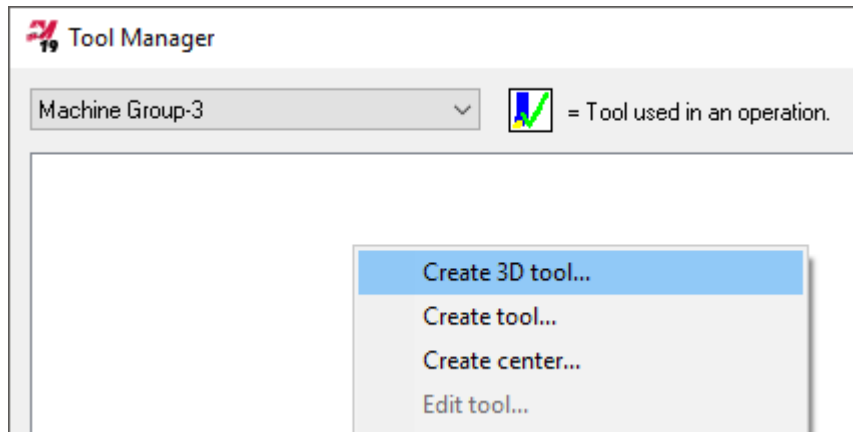 19 Tool Manager
Machine Group-3
= Tool used in an operation.
Create 3D tool...
Create tool...
Create center...
Edit tool...